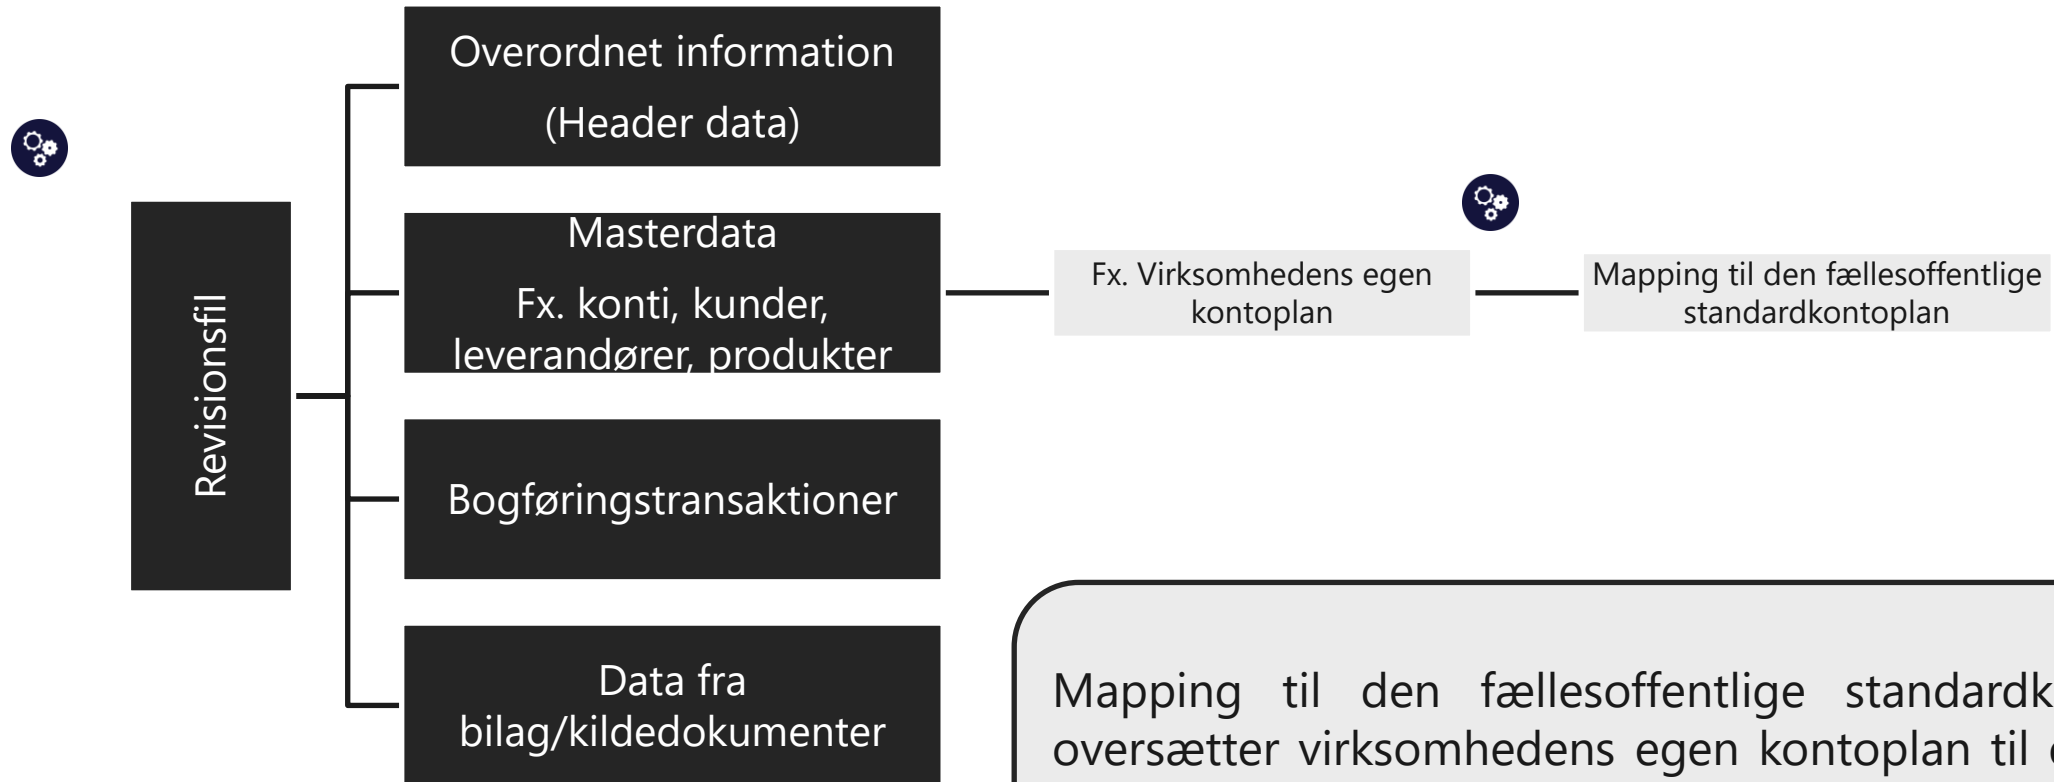 Overordnet information
(Header data)
Revisionsfil
Masterdata
Fx. konti, kunder,
leverandører, produkter
Fx. Virksomhedens egen
kontoplan
Mapping til den fællesoffentlige
standardkontoplan
Bogføringstransaktioner
Data fra
bilag/kildedokumenter
Mapping til den fællesoffentlige
oversætter virksomhedens egen kontoplan til